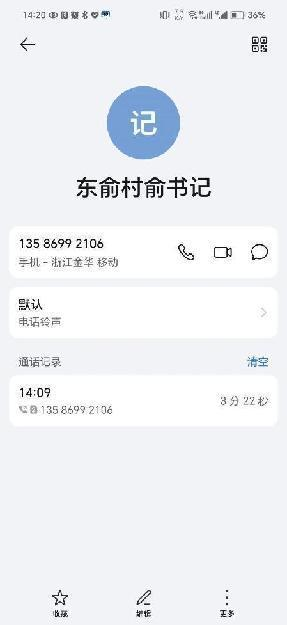 14:20
36%
记
东俞村俞书记
135 8699 2106
手机 - 浙江金华 移动
默认
电话铃声
通话记录 清空
14:09
135 8699 2106
3 分 22 秒
收藏 编辑 更多